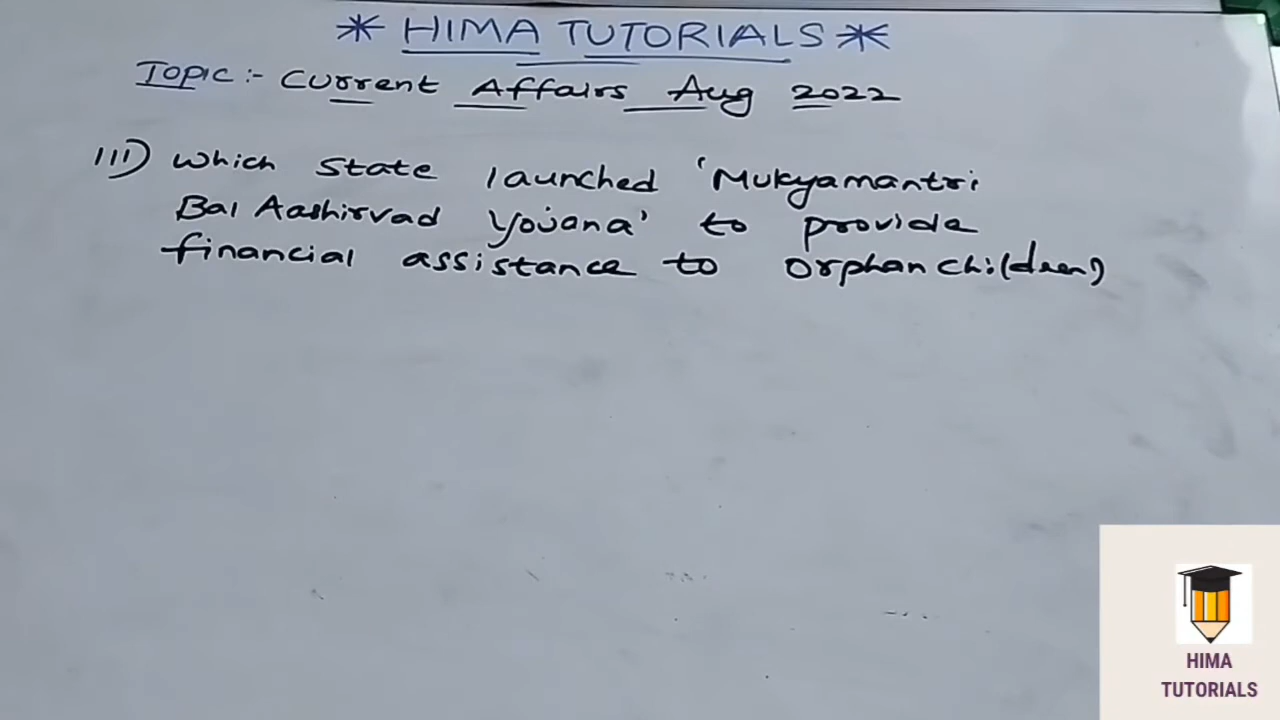 * HIMA TUTORIALS *
Topic:- Current Affairs Aug 2022
111) Which state launched 'Mukyamantri
Bal Aashirvad Yojana' to provide
financial assistance to orphan children?
HIMA
TUTORIALS